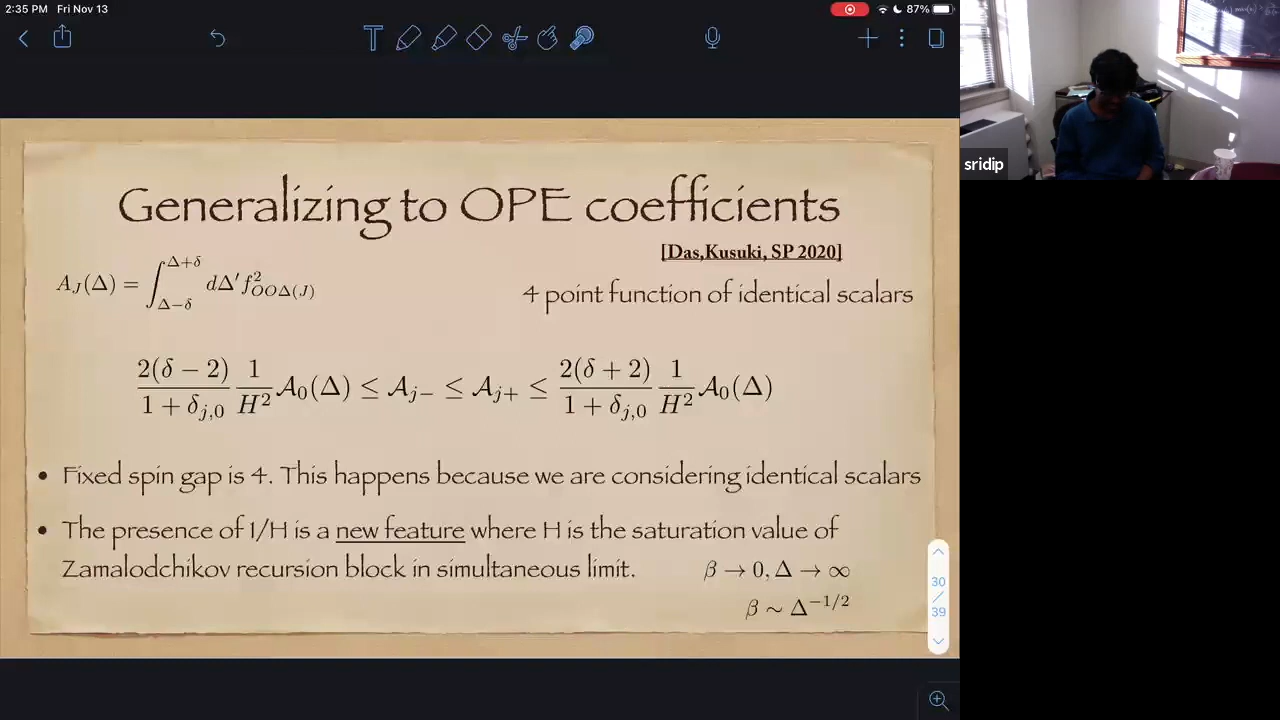 2:35 PM Fri Nov 13
87%
Generalizing to OPE coefficients
[Das,Kusuki, SP 2020]
A_J(Δ) = ∫_{Δ−δ}^{Δ+δ} dΔ′ f²_{OOΔ(J)}
4 point function of identical scalars
\frac{2(δ − 2)}{1 + δ_{j,0}} \frac{1}{H²} 𝒜_0(Δ) ≤ 𝒜_{j−} ≤ 𝒜_{j+} ≤ \frac{2(δ + 2)}{1 + δ_{j,0}} \frac{1}{H²} 𝒜_0(Δ)
• Fixed spin gap is 4. This happens because we are considering identical scalars
• The presence of 1/H is a new feature where H is the saturation value of
Zamalodchikov recursion block in simultaneous limit.
β → 0, Δ → ∞
β ∼ Δ^{−1/2}
30
/
39
T
sridip